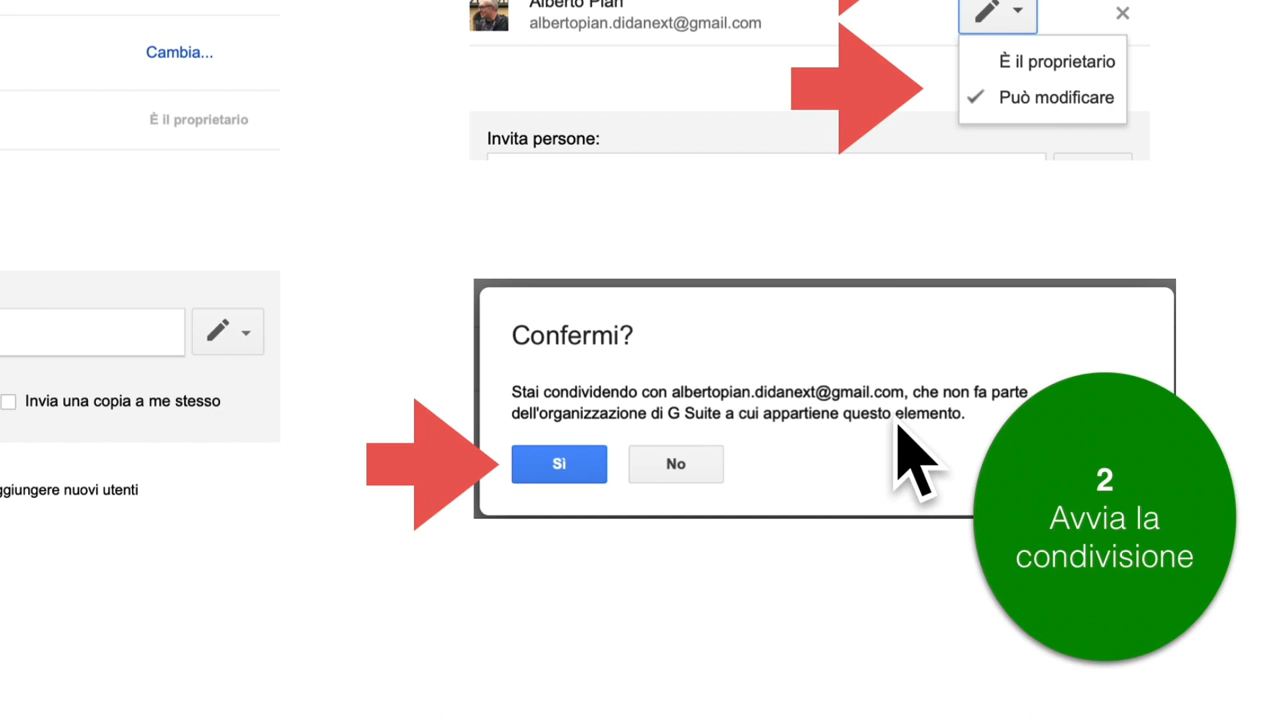 Cambia...
È il proprietario
Invia una copia a me stesso
nuovi utenti
Alberto Pian
albertopian.didanext@gmail.com
È il proprietario
Può modificare
Invita persone:
Confermi?
Stai condividendo con albertopian.didanext@gmail.com, che non fa parte
dell'organizzazione di G Suite a cui appartiene questo elemento.
Sì
No
2
Avvia la
condivisione